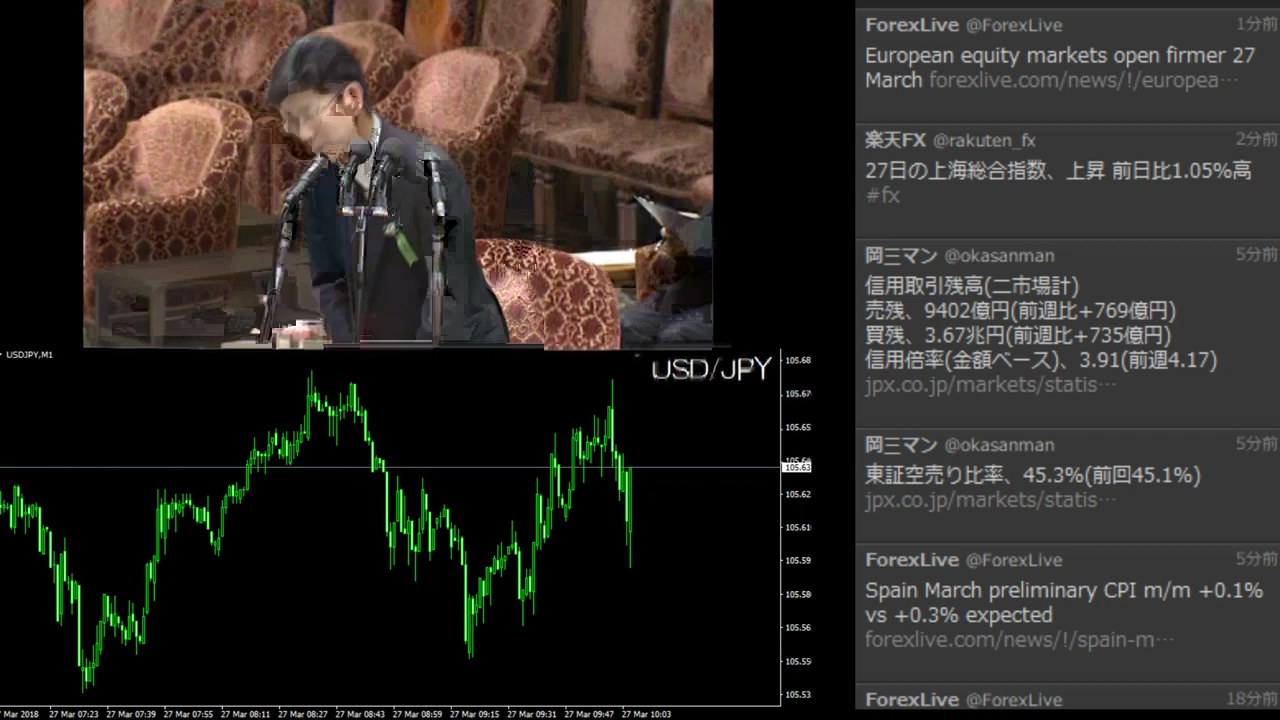 USDJPY,M1
USD/JPY
105.68
105.67
105.65
105.64
105.63
105.62
105.61
105.59
105.58
105.56
105.55
105.53
Mar 2018
27 Mar 07:23
27 Mar 07:39
27 Mar 07:55
27 Mar 08:11
27 Mar 08:27
27 Mar 08:43
27 Mar 08:59
27 Mar 09:15
27 Mar 09:31
27 Mar 09:47
27 Mar 10:03
ForexLive @ForexLive 1分前
European equity markets open firmer 27
March forexlive.com/news/!/europea…
楽天FX @rakuten_fx 2分前
27日の上海総合指数、上昇 前日比1.05%高
#fx
岡三マン @okasanman 5分前
信用取引残高(二市場計)
売残、9402億円(前週比+769億円)
買残、3.67兆円(前週比+735億円)
信用倍率(金額ベース)、3.91(前週4.17)
jpx.co.jp/markets/statis…
岡三マン @okasanman 5分前
東証空売り比率、45.3%(前回45.1%)
jpx.co.jp/markets/statis…
ForexLive @ForexLive 5分前
Spain March preliminary CPI m/m +0.1%
vs +0.3% expected
forexlive.com/news/!/spain-m…
ForexLive @ForexLive 18分前